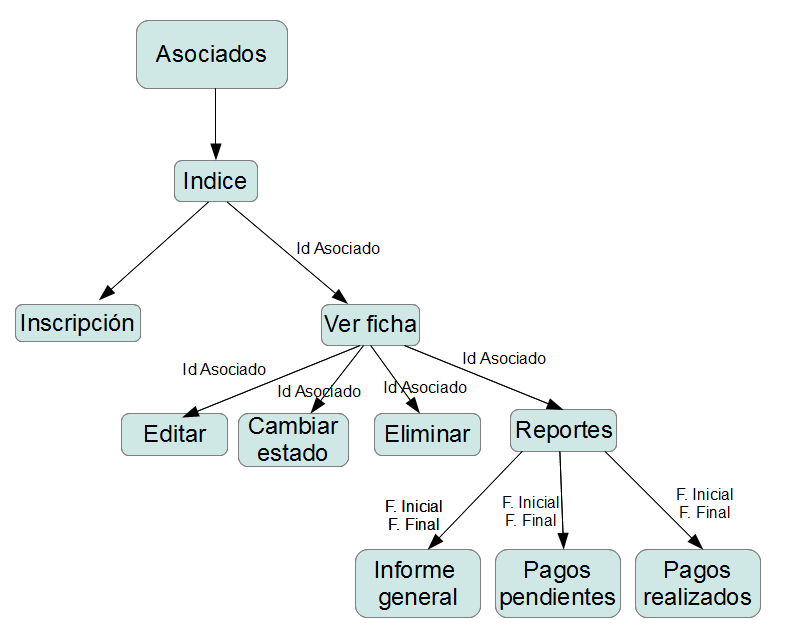 Asociados
Indice
Id Asociado
Inscripción
Ver ficha
Id Asociado
Id Asociado
Id Asociado
Id Asociado
Editar
Cambiar
estado
Eliminar
Reportes
F. Inicial
F. Final
F. Inicial
F. Final
F. Inicial
F. Final
Informe
general
Pagos
pendientes
Pagos
realizados